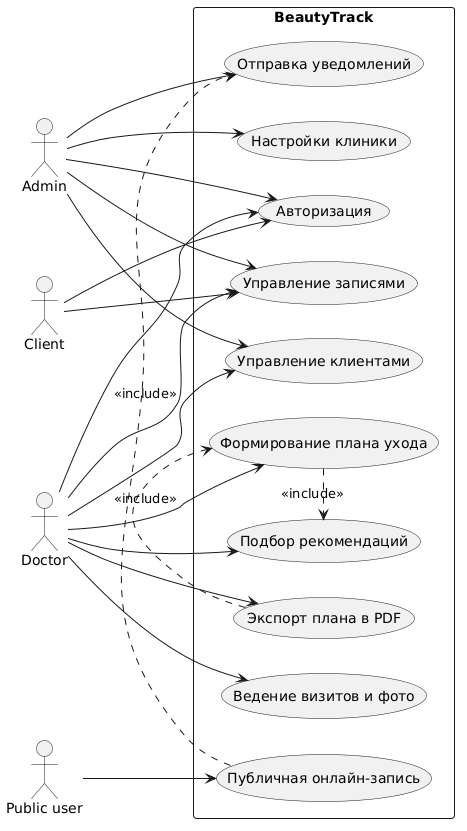 BeautyTrack
Отправка уведомлений
Настройки клиники
Admin
Авторизация
Управление записями
Client
Управление клиентами
«include»
Формирование плана ухода
«include»
«include»
Подбор рекомендаций
Doctor
Экспорт плана в PDF
Ведение визитов и фото
Публичная онлайн-запись
Public user